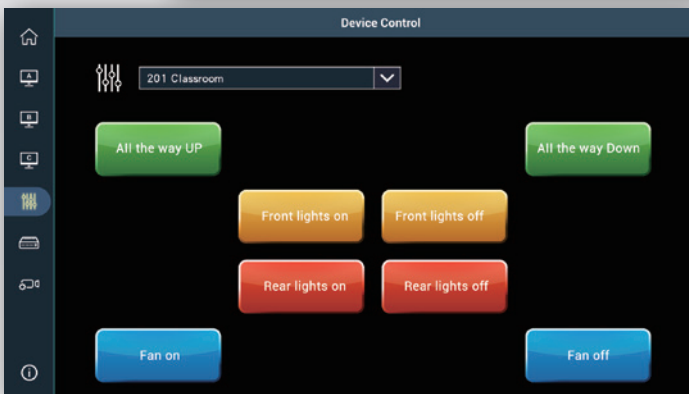 Device Control
A
201 Classroom
B
C
All the way UP
All the way Down
Front lights on
Front lights off
Rear lights on
Rear lights off
Fan on
Fan off